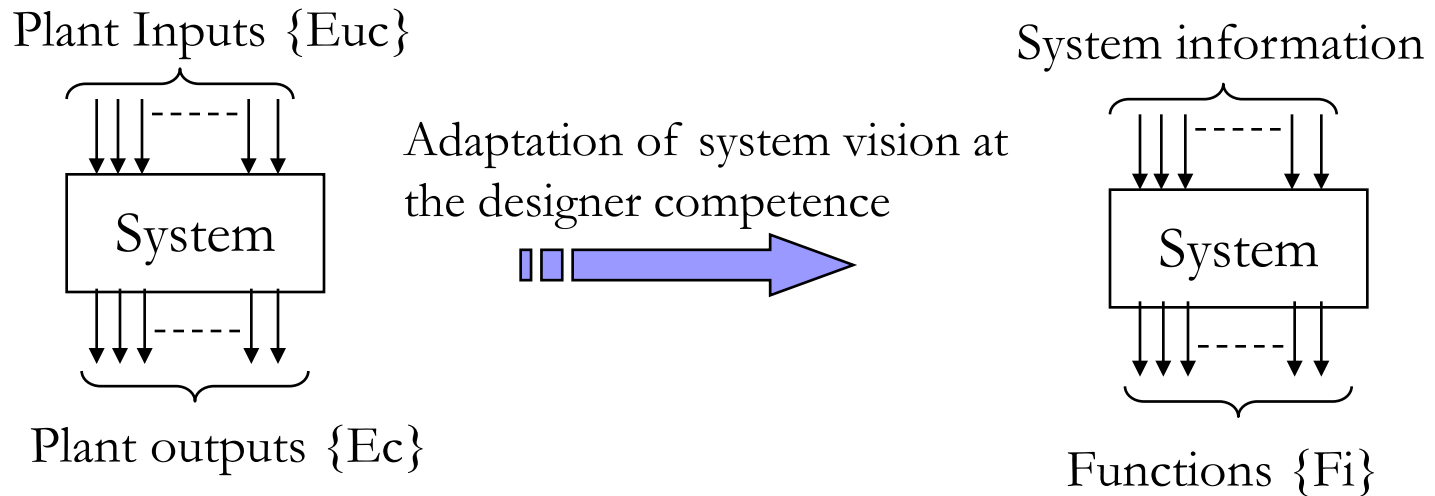 Plant Inputs {Euc}
System
Plant outputs {Ec}
Adaptation of system vision at
the designer competence
System information
System
Functions {Fi}